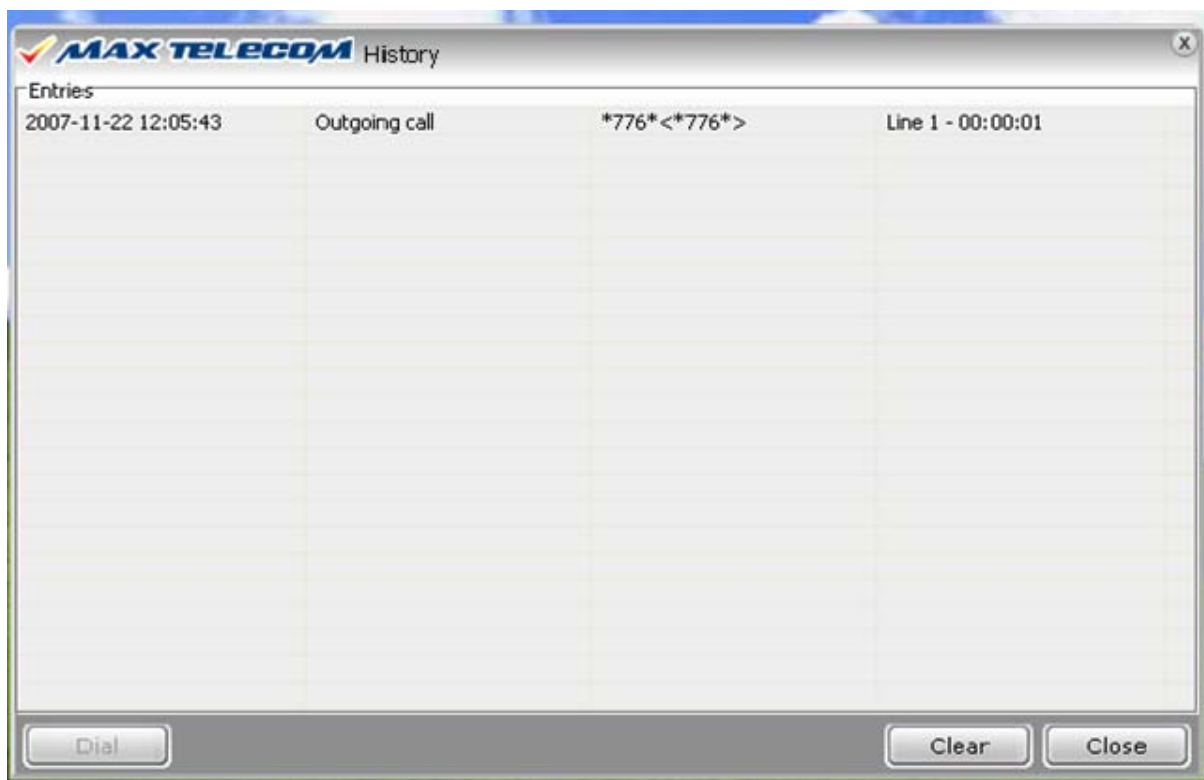 MAX TELECOM History
X
Entries
2007-11-22 12:05:43 Outgoing call *776*<*776*> Line 1 - 00:00:01
Dial Clear Close